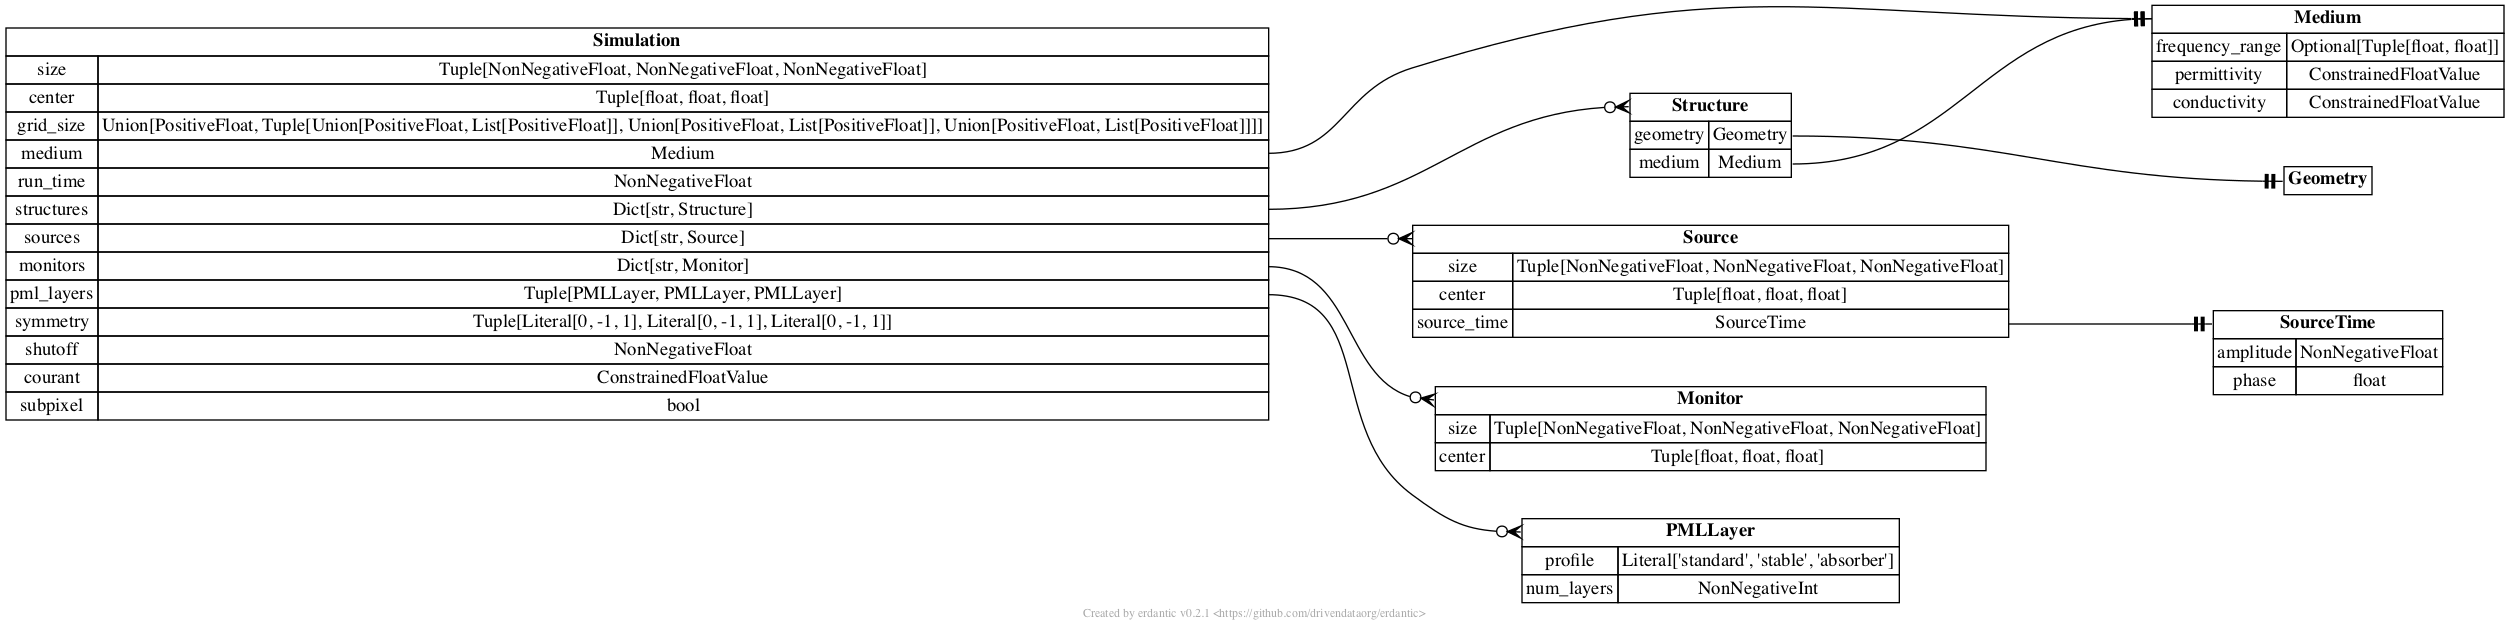 Simulation
size Tuple[NonNegativeFloat, NonNegativeFloat, NonNegativeFloat]
center Tuple[float, float, float]
grid_size Union[PositiveFloat, Tuple[Union[PositiveFloat, List[PositiveFloat]], Union[PositiveFloat, List[PositiveFloat]], Union[PositiveFloat, List[PositiveFloat]]]]
medium Medium
run_time NonNegativeFloat
structures Dict[str, Structure]
sources Dict[str, Source]
monitors Dict[str, Monitor]
pml_layers Tuple[PMLLayer, PMLLayer, PMLLayer]
symmetry Tuple[Literal[0, -1, 1], Literal[0, -1, 1], Literal[0, -1, 1]]
shutoff NonNegativeFloat
courant ConstrainedFloatValue
subpixel bool
Medium
frequency_range Optional[Tuple[float, float]]
permittivity ConstrainedFloatValue
conductivity ConstrainedFloatValue
Structure
geometry Geometry
medium Medium
Geometry
Source
size Tuple[NonNegativeFloat, NonNegativeFloat, NonNegativeFloat]
center Tuple[float, float, float]
source_time SourceTime
SourceTime
amplitude NonNegativeFloat
phase float
Monitor
size Tuple[NonNegativeFloat, NonNegativeFloat, NonNegativeFloat]
center Tuple[float, float, float]
PMLLayer
profile Literal['standard', 'stable', 'absorber']
num_layers NonNegativeInt
Created by erdantic v0.2.1 <https://github.com/drivendataorg/erdantic>